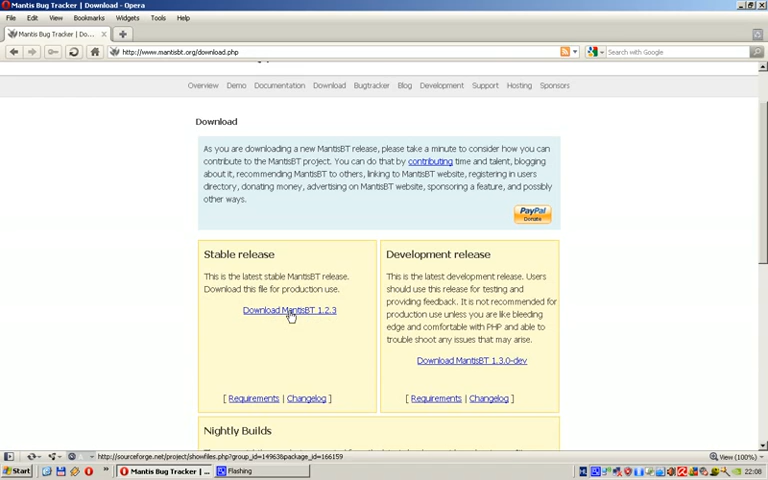 Mantis Bug Tracker | Download - Opera
File Edit View Bookmarks Widgets Tools Help
Mantis Bug Tracker | Do...
http://www.mantisbt.org/download.php
Search with Google
Overview Demo Documentation Download Bugtracker Blog Development Support Hosting Sponsors
Download
As you are downloading a new MantisBT release, please take a minute to consider how you can
contribute to the MantisBT project. You can do that by contributing time and talent, blogging
about it, recommending MantisBT to others, linking to MantisBT website, registering in users
directory, donating money, advertising on MantisBT website, sponsoring a feature, and possibly
other ways.
PayPal
Donate
Stable release
This is the latest stable MantisBT release.
Download this file for production use.
Download MantisBT 1.2.3
[ Requirements | Changelog ]
Development release
This is the latest development release. Users
should use this release for testing and
providing feedback. It is not recommended for
production use unless you are like bleeding
edge and comfortable with PHP and able to
trouble shoot any issues that may arise.
Download MantisBT 1.3.0-dev
[ Requirements | Changelog ]
Nightly Builds
http://sourceforge.net/project/showfiles.php?group_id=14963&package_id=166159
View (100%)
Start
Mantis Bug Tracker | ...
Flashing
22:08